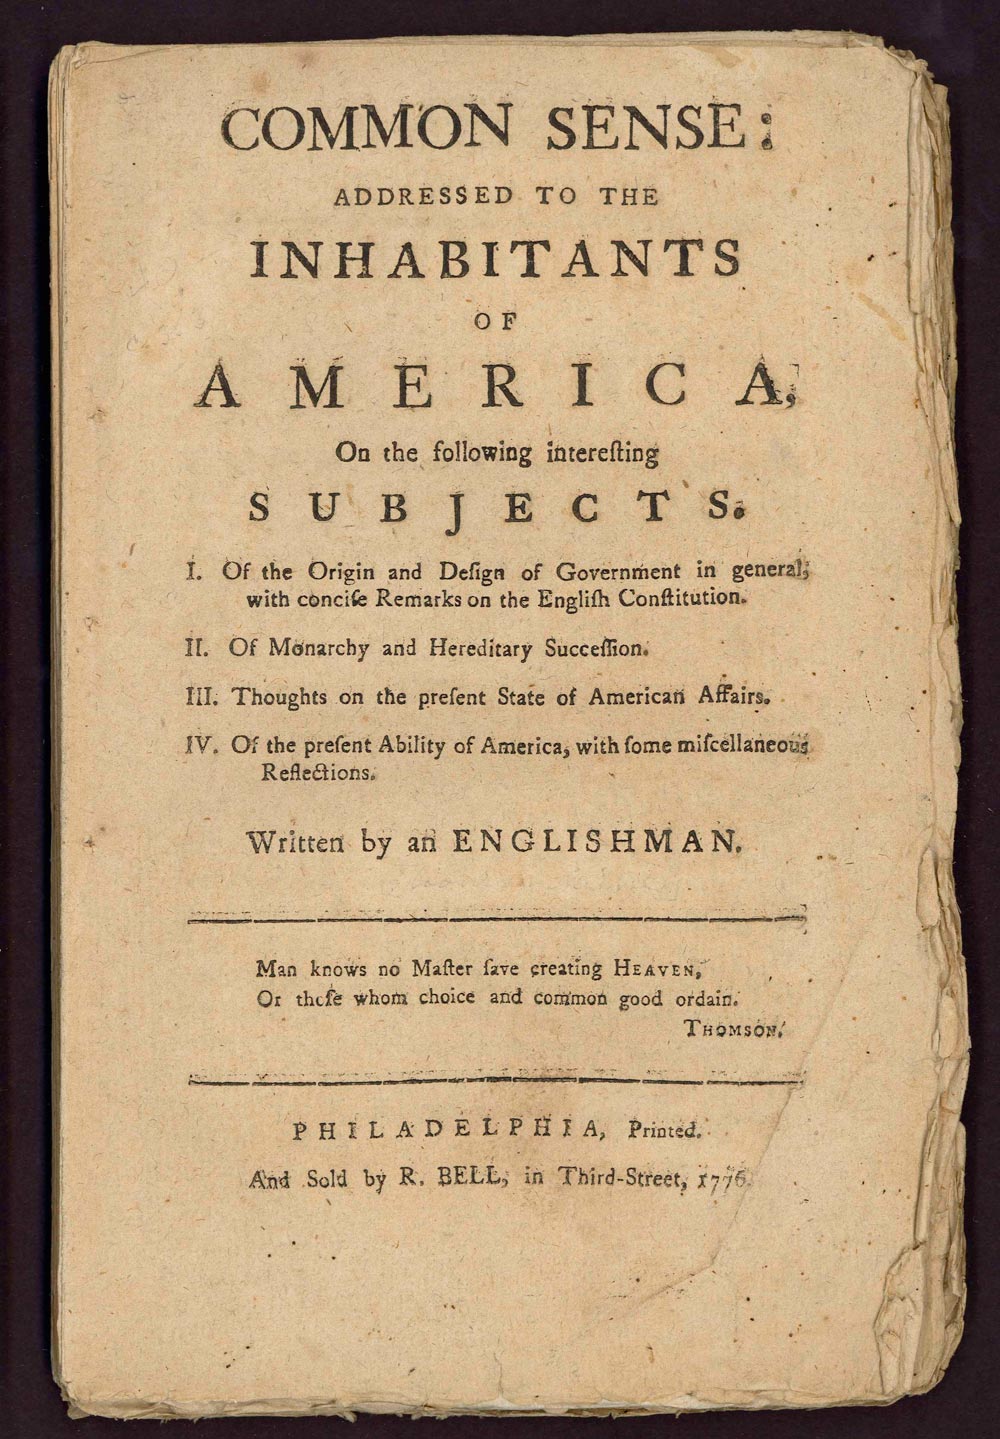 COMMON SENSE:
ADDRESSED TO THE
INHABITANTS
OF
AMERICA,
On the following intereſting
SUBJECTS.
I. Of the Origin and Deſign of Government in general;
with conciſe Remarks on the Engliſh Conſtitution.
II. Of Monarchy and Hereditary Succeſſion.
III. Thoughts on the preſent State of American Affairs.
IV. Of the preſent Ability of America, with ſome miſcellaneous
Reflections.
Written by an ENGLISHMAN.
Man knows no Maſter ſave creating HEAVEN,
Or thoſe whom choice and common good ordain.
THOMSON.
PHILADELPHIA, Printed.
And Sold by R. BELL, in Third-Street, 1776.